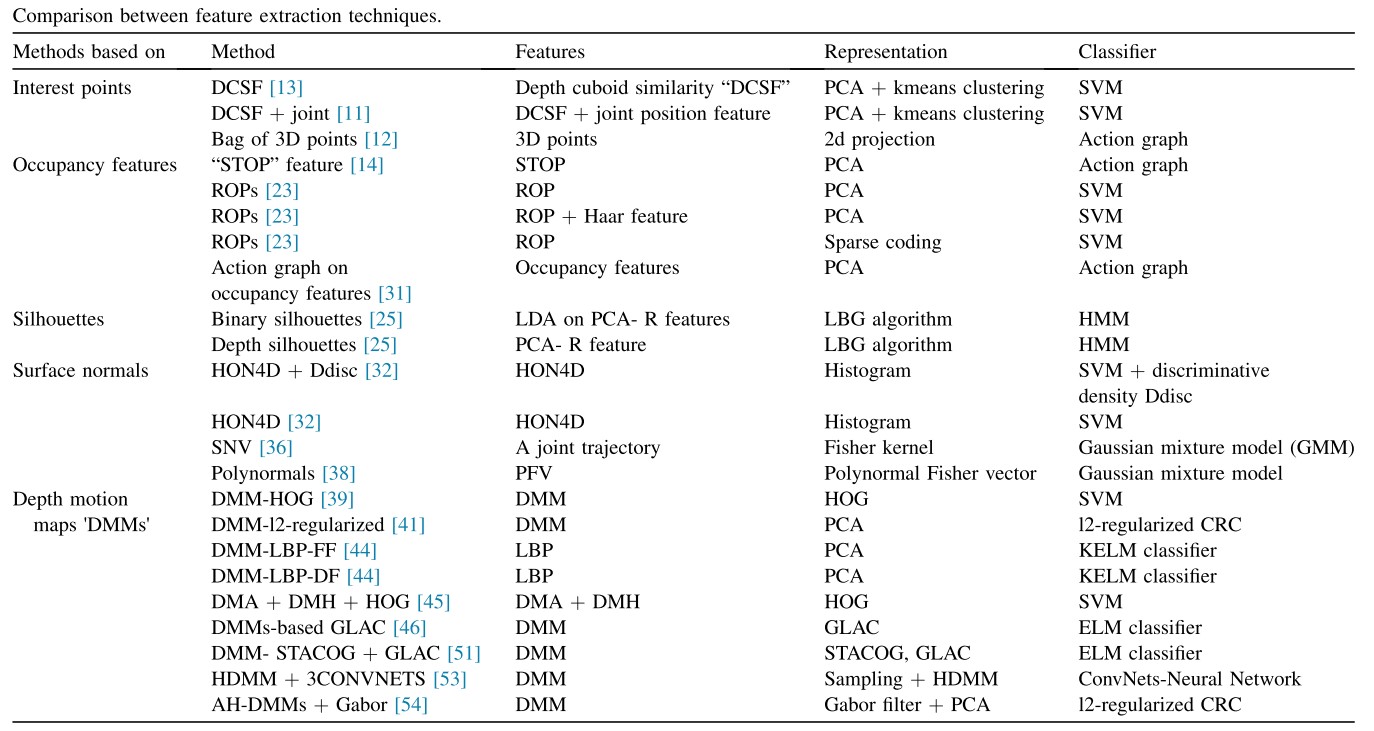 Comparison between feature extraction techniques.
Methods based on Method Features Representation Classifier
Interest points DCSF [13] Depth cuboid similarity “DCSF” PCA + kmeans clustering SVM
DCSF + joint [11] DCSF + joint position feature PCA + kmeans clustering SVM
Bag of 3D points [12] 3D points 2d projection Action graph
Occupancy features “STOP” feature [14] STOP PCA Action graph
ROPs [23] ROP PCA SVM
ROPs [23] ROP + Haar feature PCA SVM
ROPs [23] ROP Sparse coding SVM
Action graph on Occupancy features PCA Action graph
occupancy features [31]
Silhouettes Binary silhouettes [25] LDA on PCA- R features LBG algorithm HMM
Depth silhouettes [25] PCA- R feature LBG algorithm HMM
Surface normals HON4D + Ddisc [32] HON4D Histogram SVM + discriminative
density Ddisc
HON4D [32] HON4D Histogram SVM
SNV [36] A joint trajectory Fisher kernel Gaussian mixture model (GMM)
Polynormals [38] PFV Polynormal Fisher vector Gaussian mixture model
Depth motion DMM-HOG [39] DMM HOG SVM
maps 'DMMs' DMM-l2-regularized [41] DMM PCA l2-regularized CRC
DMM-LBP-FF [44] LBP PCA KELM classifier
DMM-LBP-DF [44] LBP PCA KELM classifier
DMA + DMH + HOG [45] DMA + DMH HOG SVM
DMMs-based GLAC [46] DMM GLAC ELM classifier
DMM- STACOG + GLAC [51] DMM STACOG, GLAC ELM classifier
HDMM + 3CONVNETS [53] DMM Sampling + HDMM ConvNets-Neural Network
AH-DMMs + Gabor [54] DMM Gabor filter + PCA l2-regularized CRC